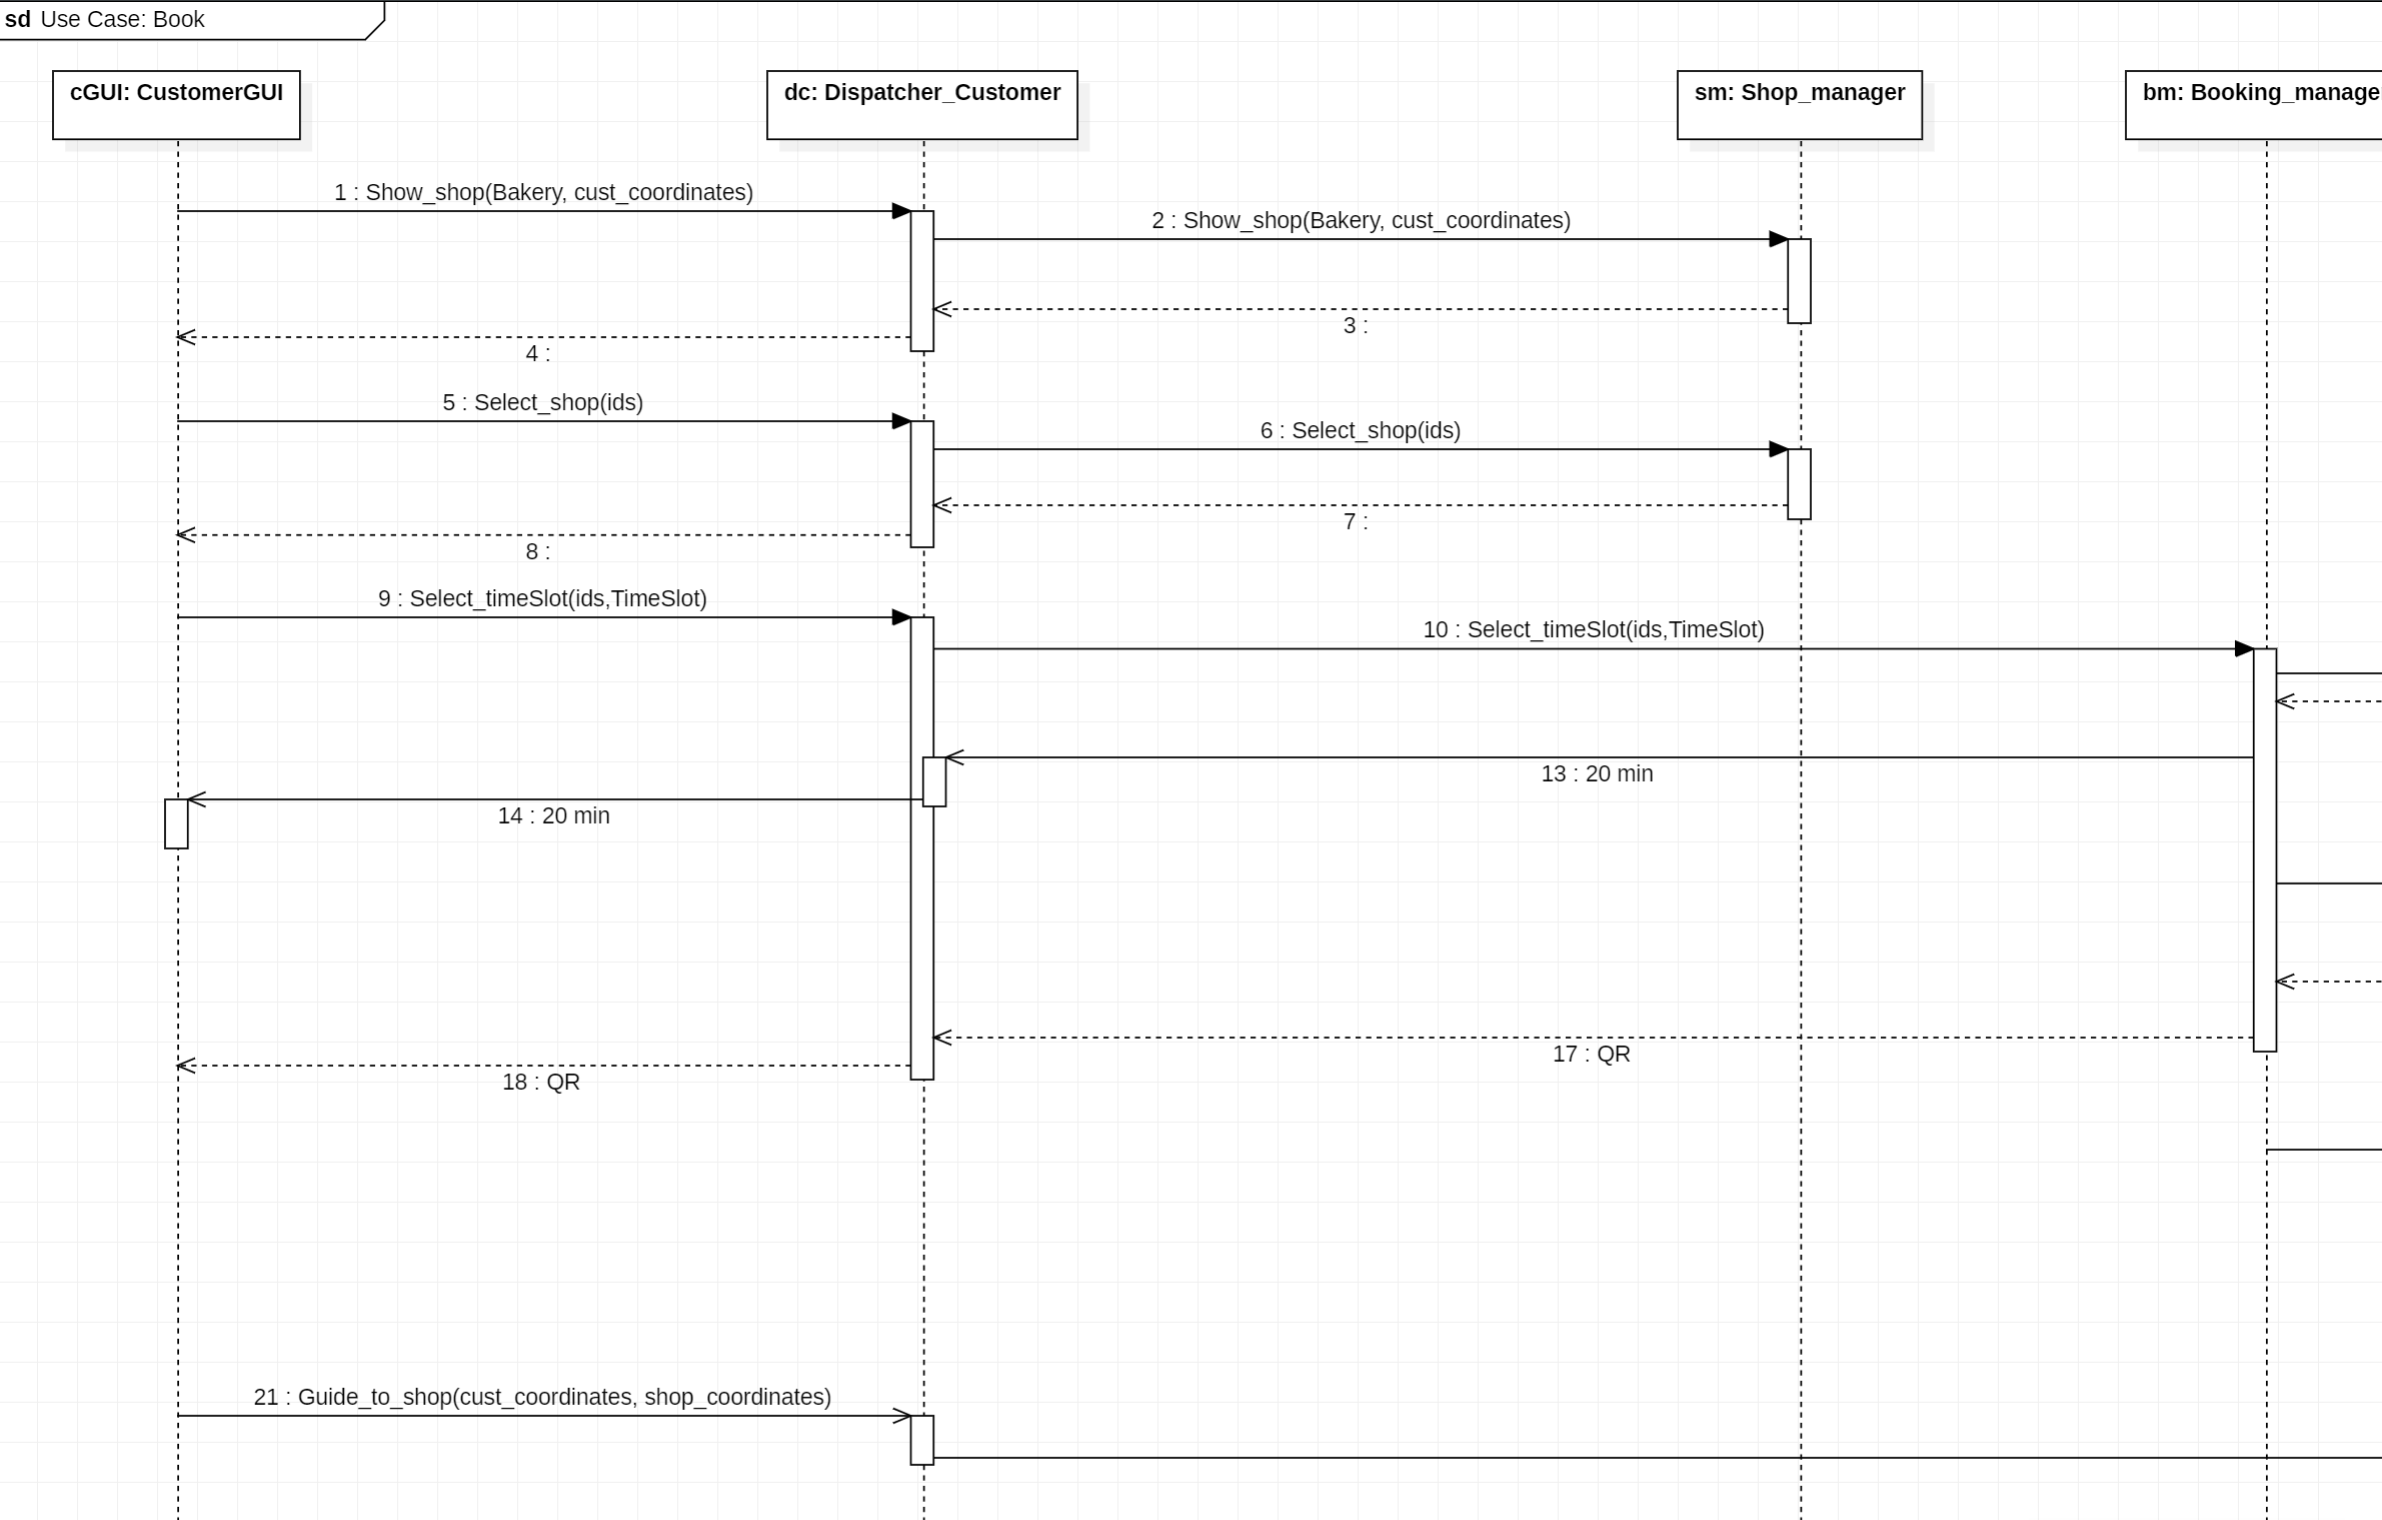 sd Use Case: Book
cGUI: CustomerGUI
dc: Dispatcher_Customer
sm: Shop_manager
bm: Booking_manage
1 : Show_shop(Bakery, cust_coordinates)
2 : Show_shop(Bakery, cust_coordinates)
3 :
4 :
5 : Select_shop(ids)
6 : Select_shop(ids)
7 :
8 :
9 : Select_timeSlot(ids,TimeSlot)
10 : Select_timeSlot(ids,TimeSlot)
13 : 20 min
14 : 20 min
17 : QR
18 : QR
21 : Guide_to_shop(cust_coordinates, shop_coordinates)